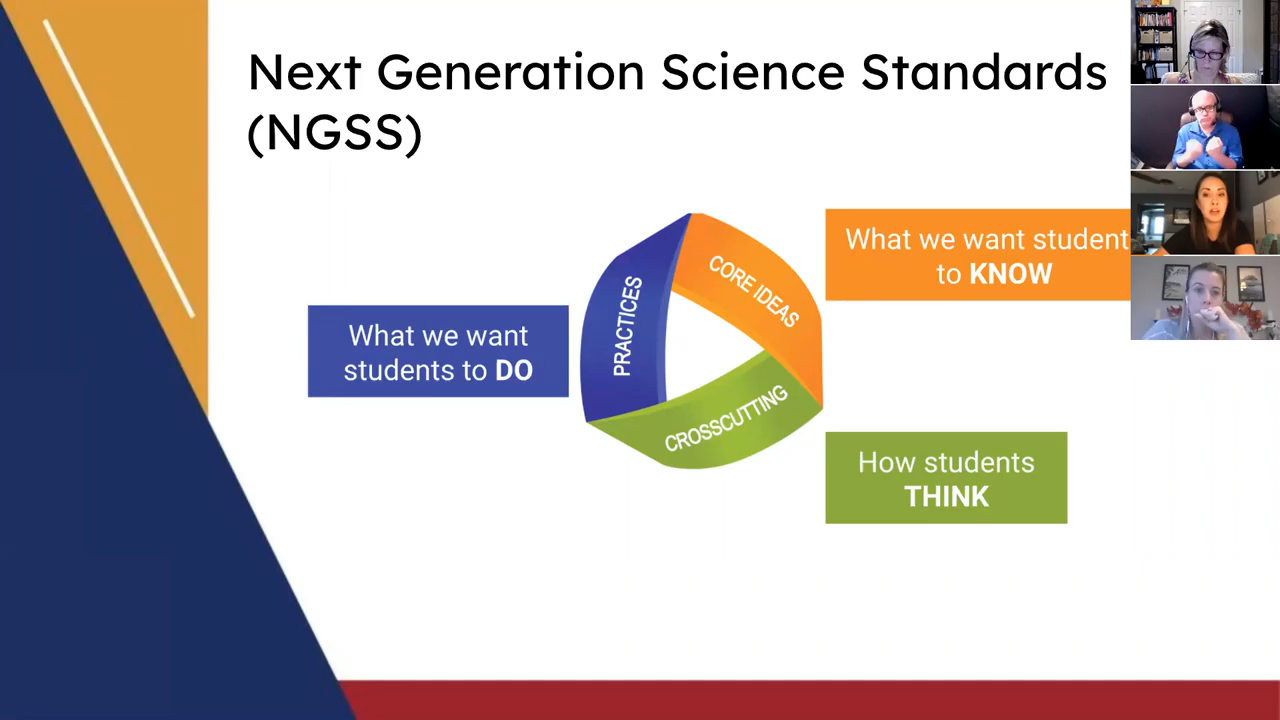 Next Generation Science Standards
(NGSS)
What we want student
to KNOW
PRACTICES
CORE IDEAS
What we want
students to DO
CROSSCUTTING
How students
THINK